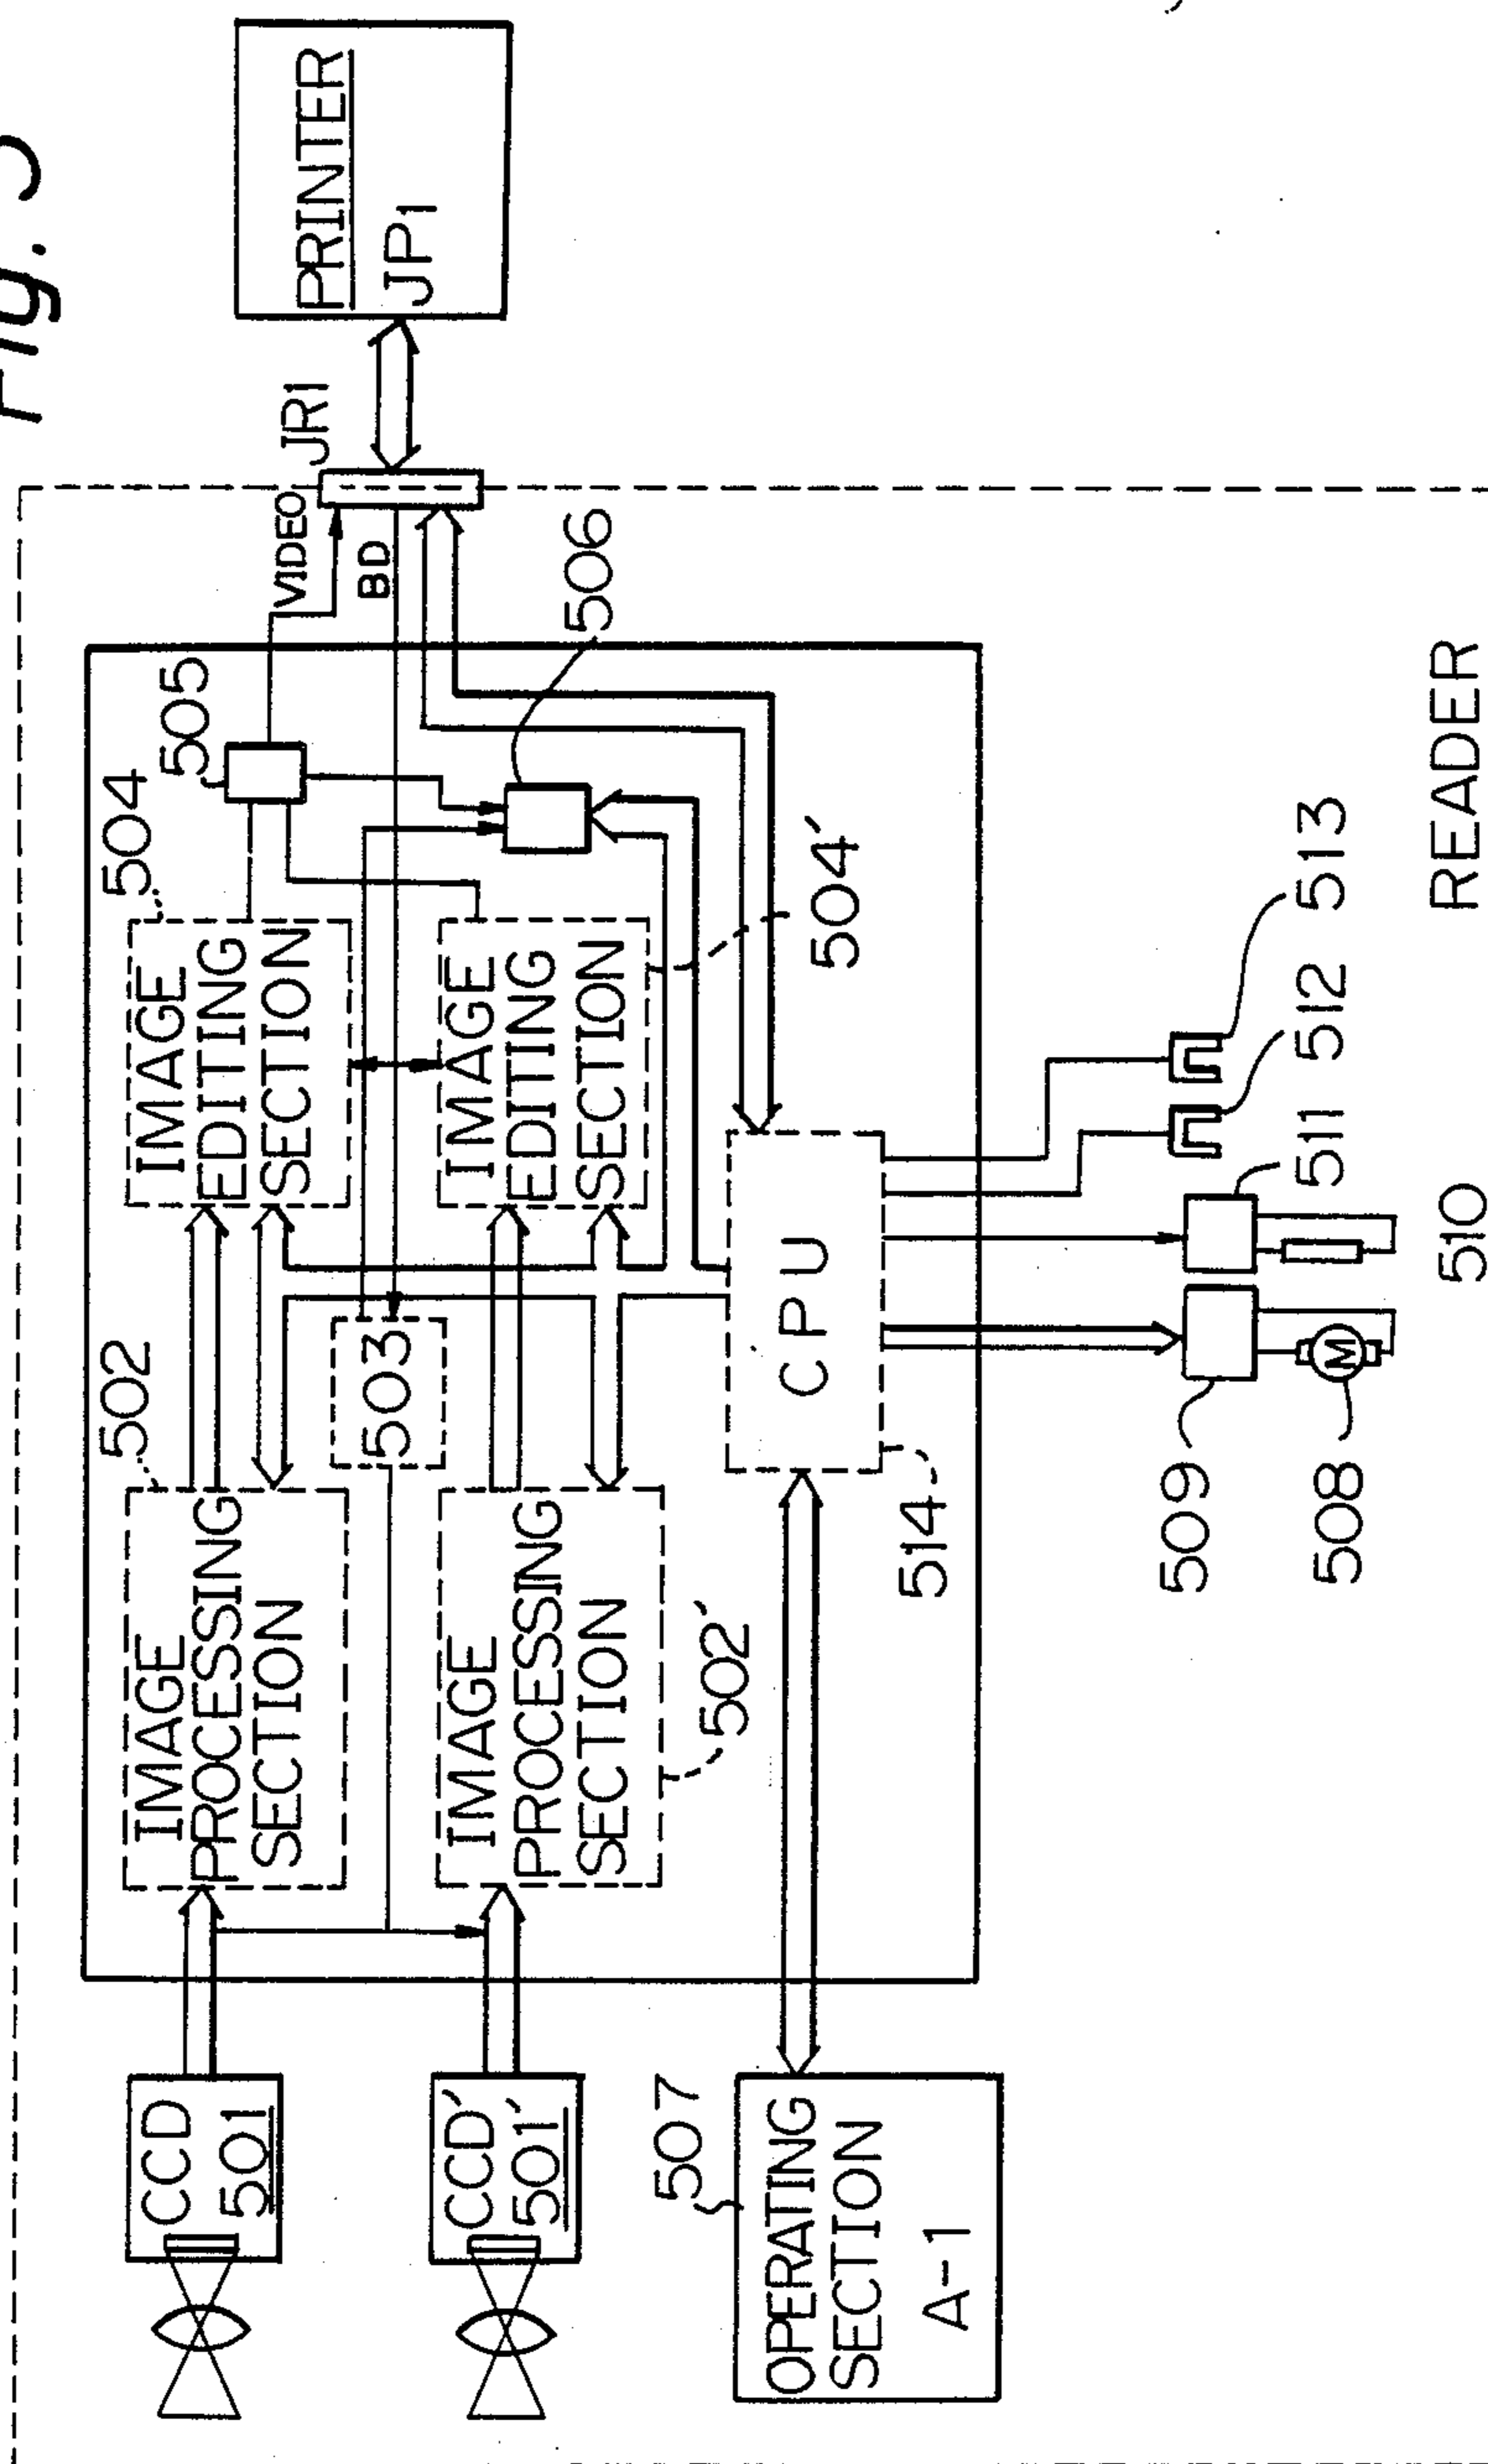 Fig. 5
CCD
501
IMAGE
PROCESSING
SECTION
502
IMAGE
EDITING
SECTION
504
505
VIDEO
BD
JR1
PRINTER
JP1
503
506
CCD'
501'
IMAGE
PROCESSING
SECTION
502'
IMAGE
EDITING
SECTION
504'
507
OPERATING
SECTION
A-1
CPU
514
509
M
508
511
510
512
513
READER